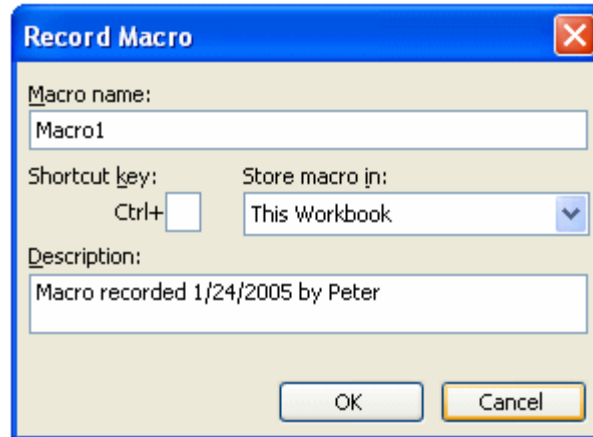 Record Macro
Macro name:
Macro1
Shortcut key:
Store macro in:
Ctrl+
This Workbook
Description:
Macro recorded 1/24/2005 by Peter
OK
Cancel